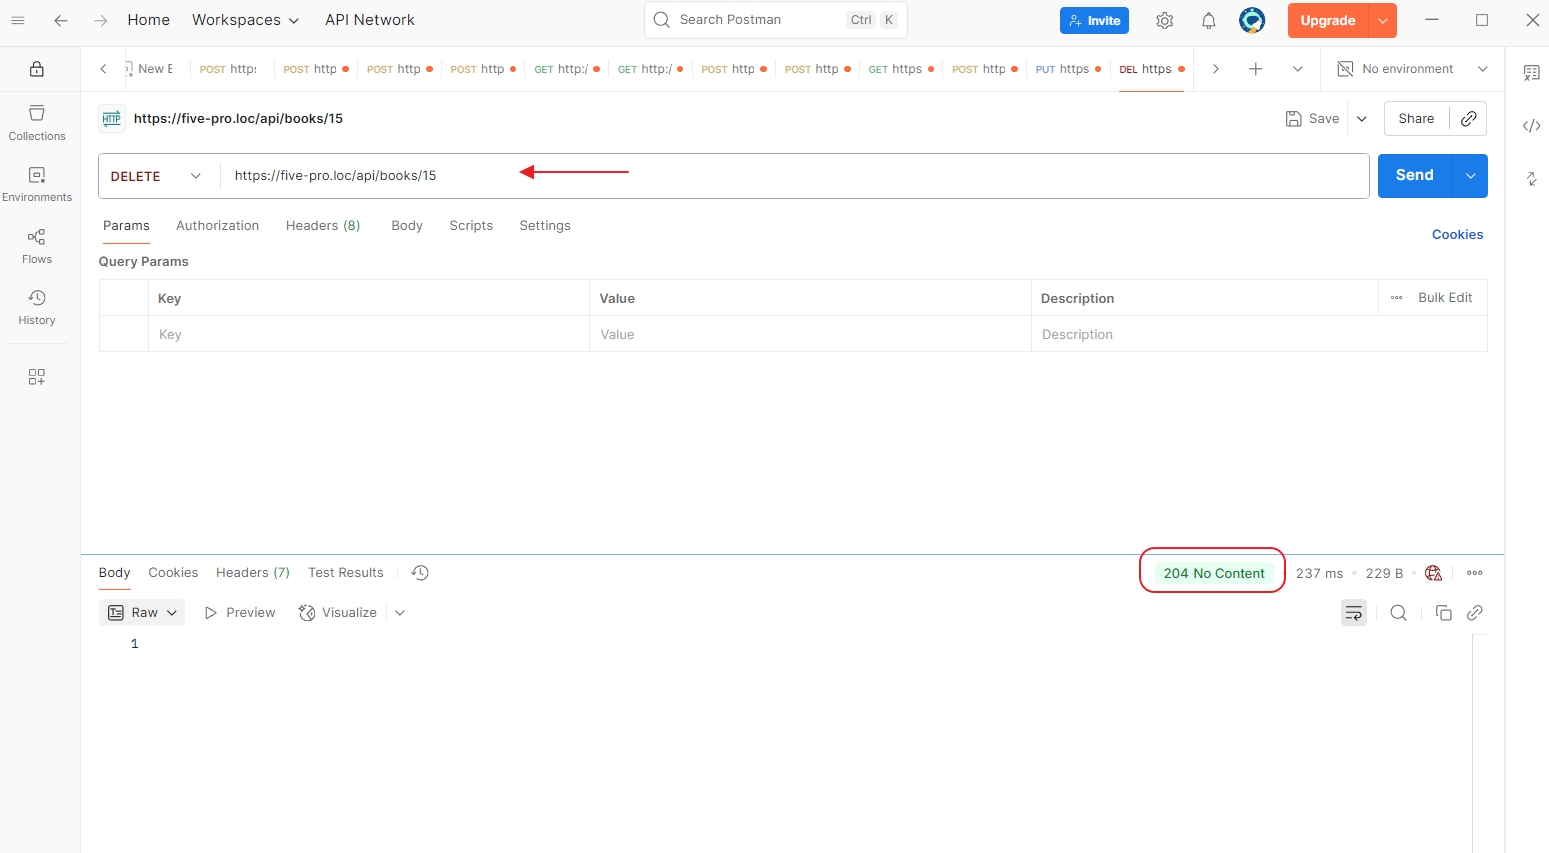 Home Workspaces API Network Search Postman Ctrl K Invite Upgrade
New E POST https POST http POST http POST http GET http:/ GET http:/ POST http POST http GET https POST http PUT https DEL https No environment
HTTP https://five-pro.loc/api/books/15 Save Share
Collections
DELETE https://five-pro.loc/api/books/15 Send
Environments
Params Authorization Headers (8) Body Scripts Settings Cookies
Flows
Query Params
Key Value Description Bulk Edit
History
Key Value Description
Body Cookies Headers (7) Test Results 204 No Content 237 ms 229 B
Raw Preview Visualize
1